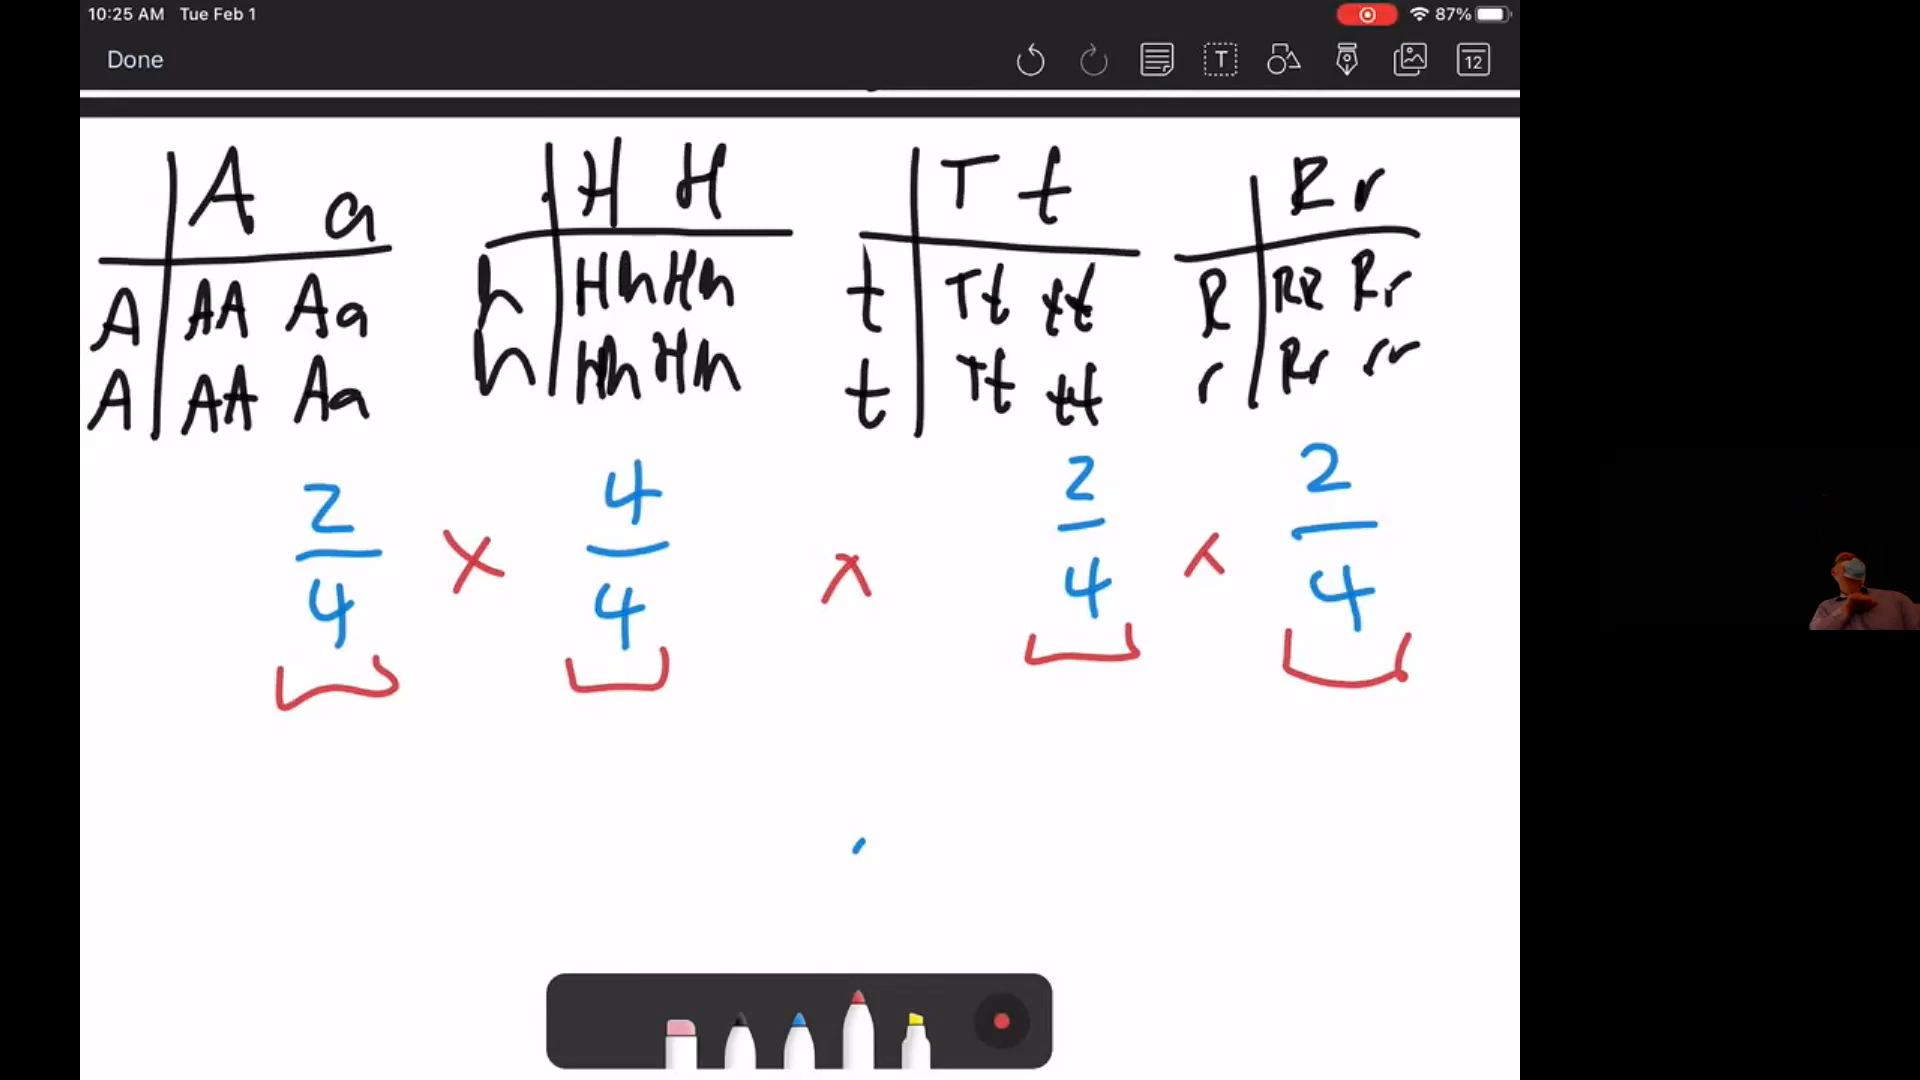 10:25 AM Tue Feb 1
87%
Done
T
12
A a
A AA Aa
A AA Aa
H H
h Hh Hh
h Hh Hh
T t
t Tt tt
t Tt tt
R r
R RR Rr
r Rr rr
2/4 x 4/4 x 2/4 x 2/4